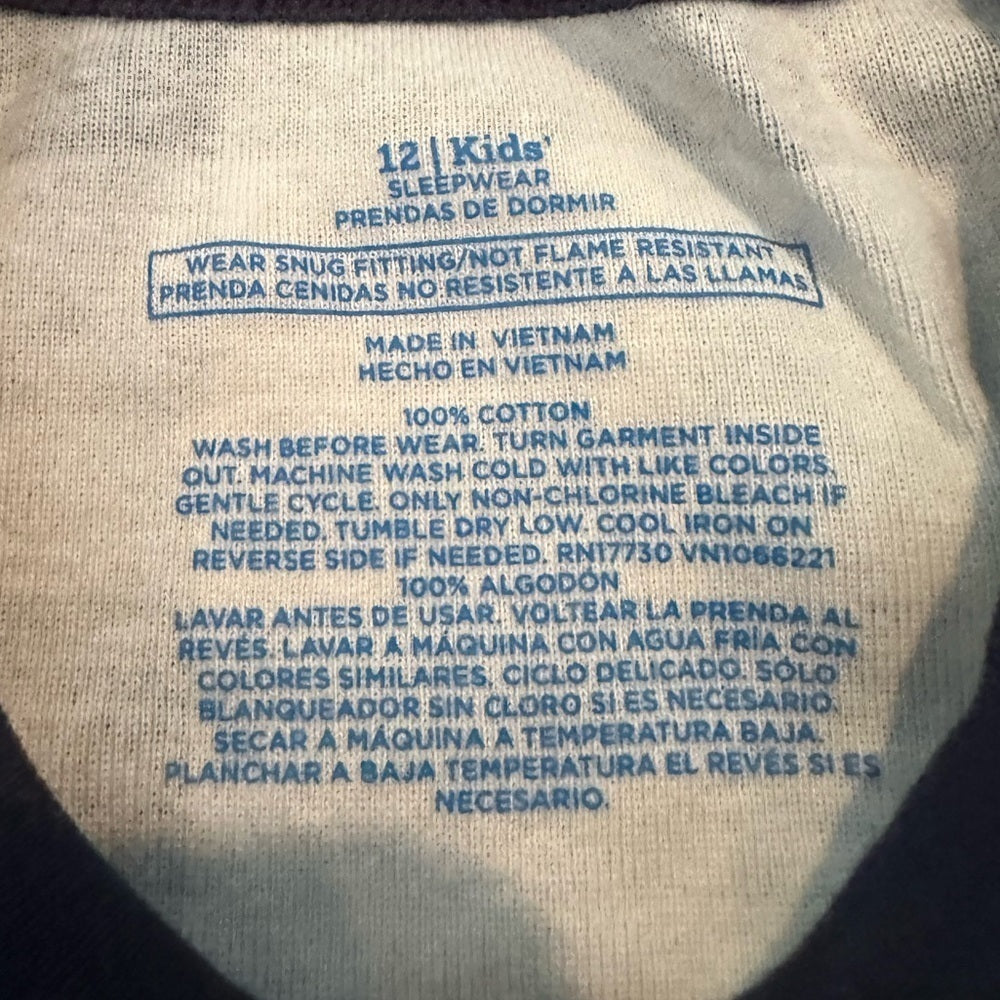 12 | Kids'
SLEEPWEAR
PRENDAS DE DORMIR
WEAR SNUG FITTING/NOT FLAME RESISTANT
PRENDA CENIDAS NO RESISTENTE A LAS LLAMAS
MADE IN VIETNAM
HECHO EN VIETNAM
100% COTTON
WASH BEFORE WEAR. TURN GARMENT INSIDE
OUT. MACHINE WASH COLD WITH LIKE COLORS,
GENTLE CYCLE. ONLY NON-CHLORINE BLEACH IF
NEEDED. TUMBLE DRY LOW. COOL IRON ON
REVERSE SIDE IF NEEDED. RN17730 VN1066221
100% ALGODÓN
LAVAR ANTES DE USAR. VOLTEAR LA PRENDA AL
REVÉS. LAVAR A MÁQUINA CON AGUA FRÍA CON
COLORES SIMILARES, CICLO DELICADO. SÓLO
BLANQUEADOR SIN CLORO SI ES NECESARIO.
SECAR A MÁQUINA A TEMPERATURA BAJA.
PLANCHAR A BAJA TEMPERATURA EL REVÉS SI ES
NECESARIO.